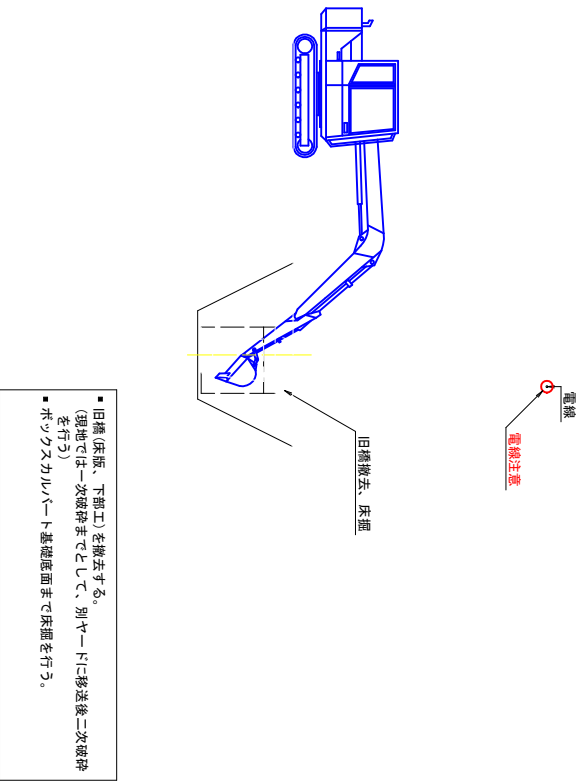 電線
電線注意
旧橋撤去、床掘
▪ 旧橋(床版、下部工)を撤去する。
(現地では一次破砕までとして、別ヤードに移送後二次破砕
を行う)
▪ ボックスカルバート基礎底面まで床掘を行う。